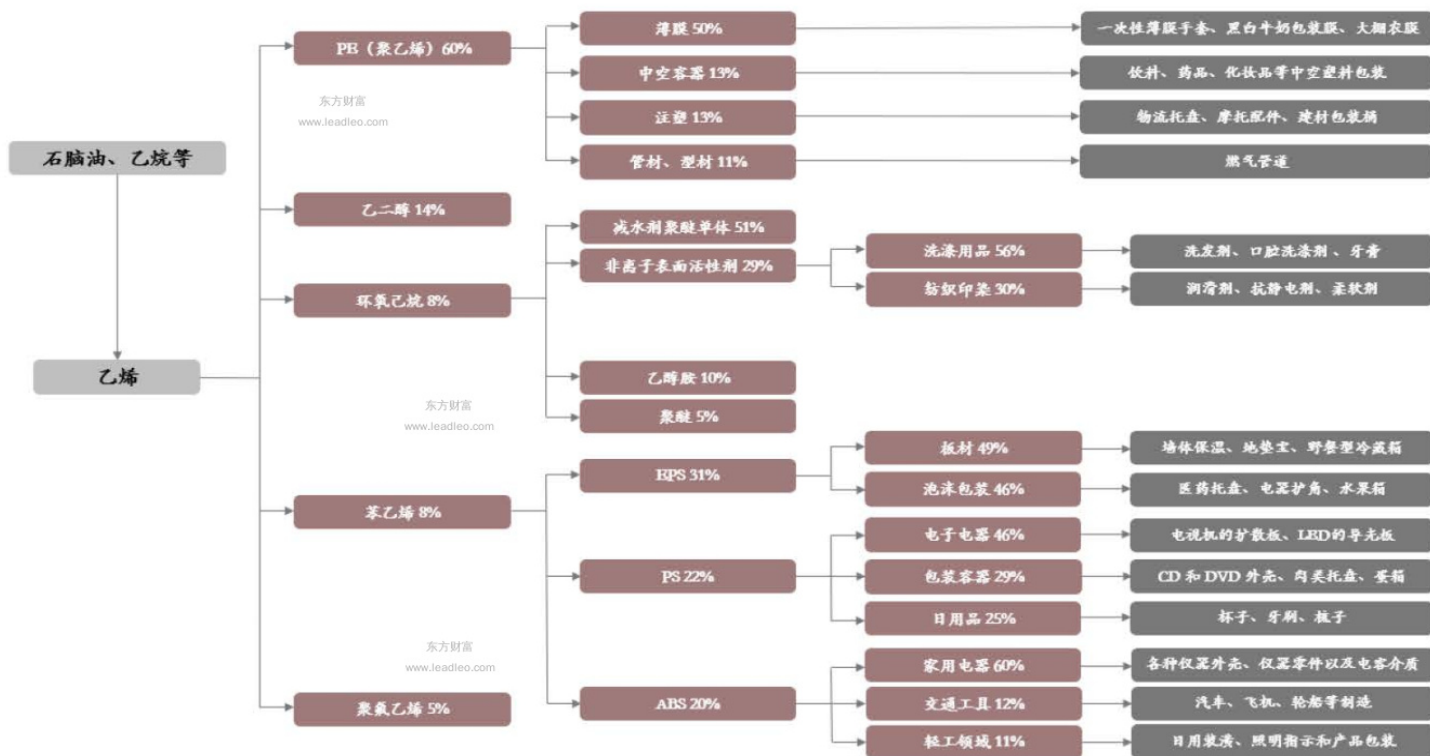 PE（聚乙烯）60%
薄膜 50%
一次性薄膜手套、黑白牛奶包装膜、大棚农膜
中空容器 13%
饮料、药品、化妆品等中空塑料包装
东方财富
www.leadleo.com
注塑 13%
物流托盘、摩托配件、建材包装桶
石脑油、乙烷等
管材、型材 11%
燃气管道
乙二醇 14%
减水剂聚醚单体 51%
非离子表面活性剂 29%
洗涤用品 56%
洗发剂、口腔洗涤剂、牙膏
环氧乙烷 8%
纺织印染 30%
润滑剂、抗静电剂、柔软剂
乙烯
乙醇胺 10%
东方财富
www.leadleo.com
聚醚 5%
板材 49%
墙体保温、地垫宝、野餐型冷藏箱
EPS 31%
泡沫包装 46%
医药托盘、电器护角、水果箱
苯乙烯 8%
电子电器 46%
电视机的扩散板、LED的导光板
PS 22%
包装容器 29%
CD 和 DVD 外壳、肉类托盘、蛋箱
日用品 25%
杯子、牙刷、梳子
东方财富
www.leadleo.com
家用电器 60%
各种仪器外壳、仪器零件以及电容介质
聚氯乙烯 5%
ABS 20%
交通工具 12%
汽车、飞机、轮船等制造
轻工领域 11%
日用装潢、照明指示和产品包装